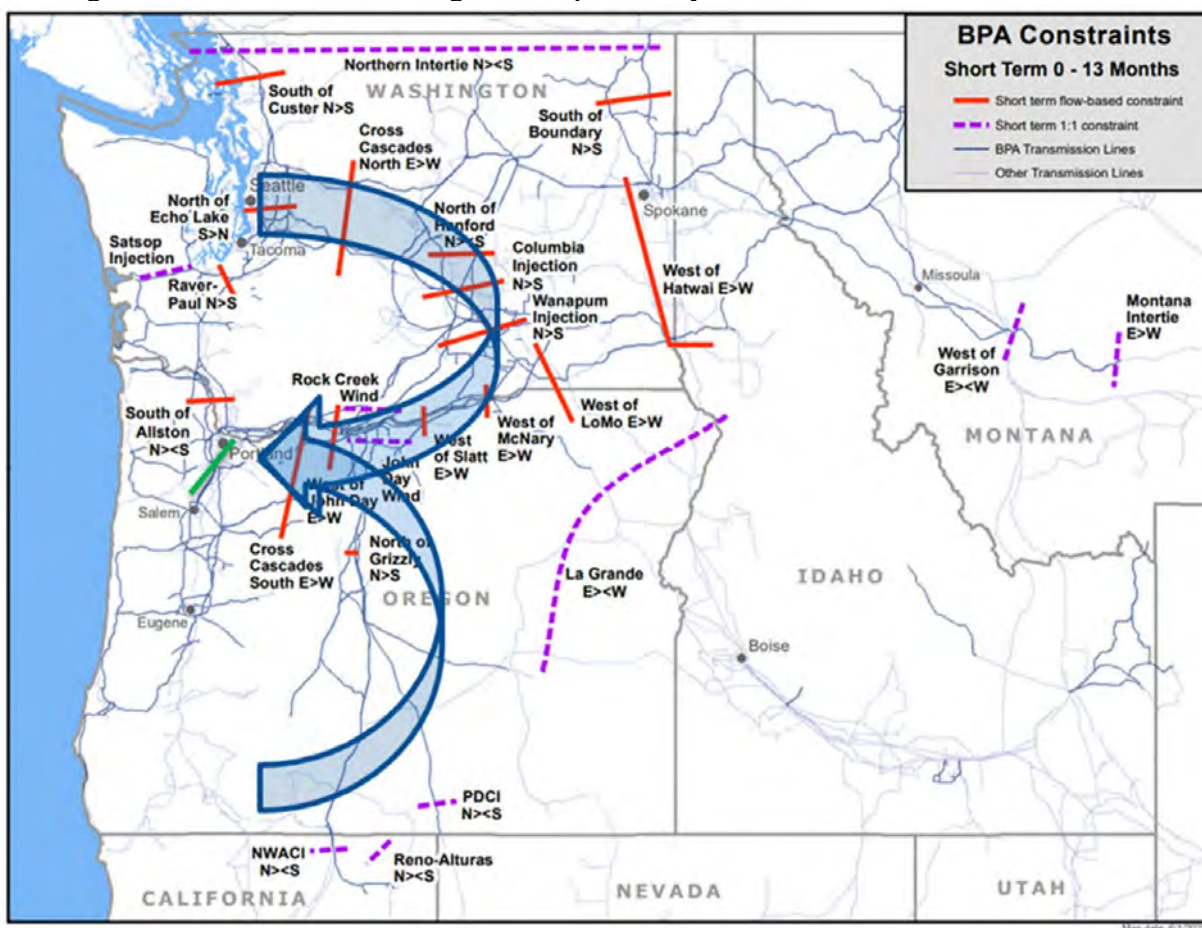 BPA Constraints
Short Term 0 - 13 Months
Short term flow-based constraint
Short term 1:1 constraint
BPA Transmission Lines
Other Transmission Lines
Northern Intertie N><S
WASHINGTON
South of
Custer N>S
Cross
Cascades
North E>W
South of
Boundary
N>S
Seattle
Spokane
North of
Echo Lake
S>N
North of
Hanford
N><S
Tacoma
Satsop
Injection
Columbia
Injection
N>S
Raver-
Paul N>S
Wanapum
Injection
N>S
West of
Hatwai E>W
Missoula
Montana
Intertie
E>W
West of
Garrison
E><W
Rock Creek
Wind
South of
Allston
N><S
West of
LoMo E>W
West of
McNary
E>W
West
of Slatt
E>W
John
Day
Wind
MONTANA
Portland
West of
John Day
E>W
Salem
Cross
Cascades
South E>W
North of
Grizzly
N>S
La Grande
E><W
IDAHO
OREGON
Eugene
Boise
PDCI
N><S
NWACI
N><S
Reno-Alturas
N><S
CALIFORNIA
NEVADA
UTAH